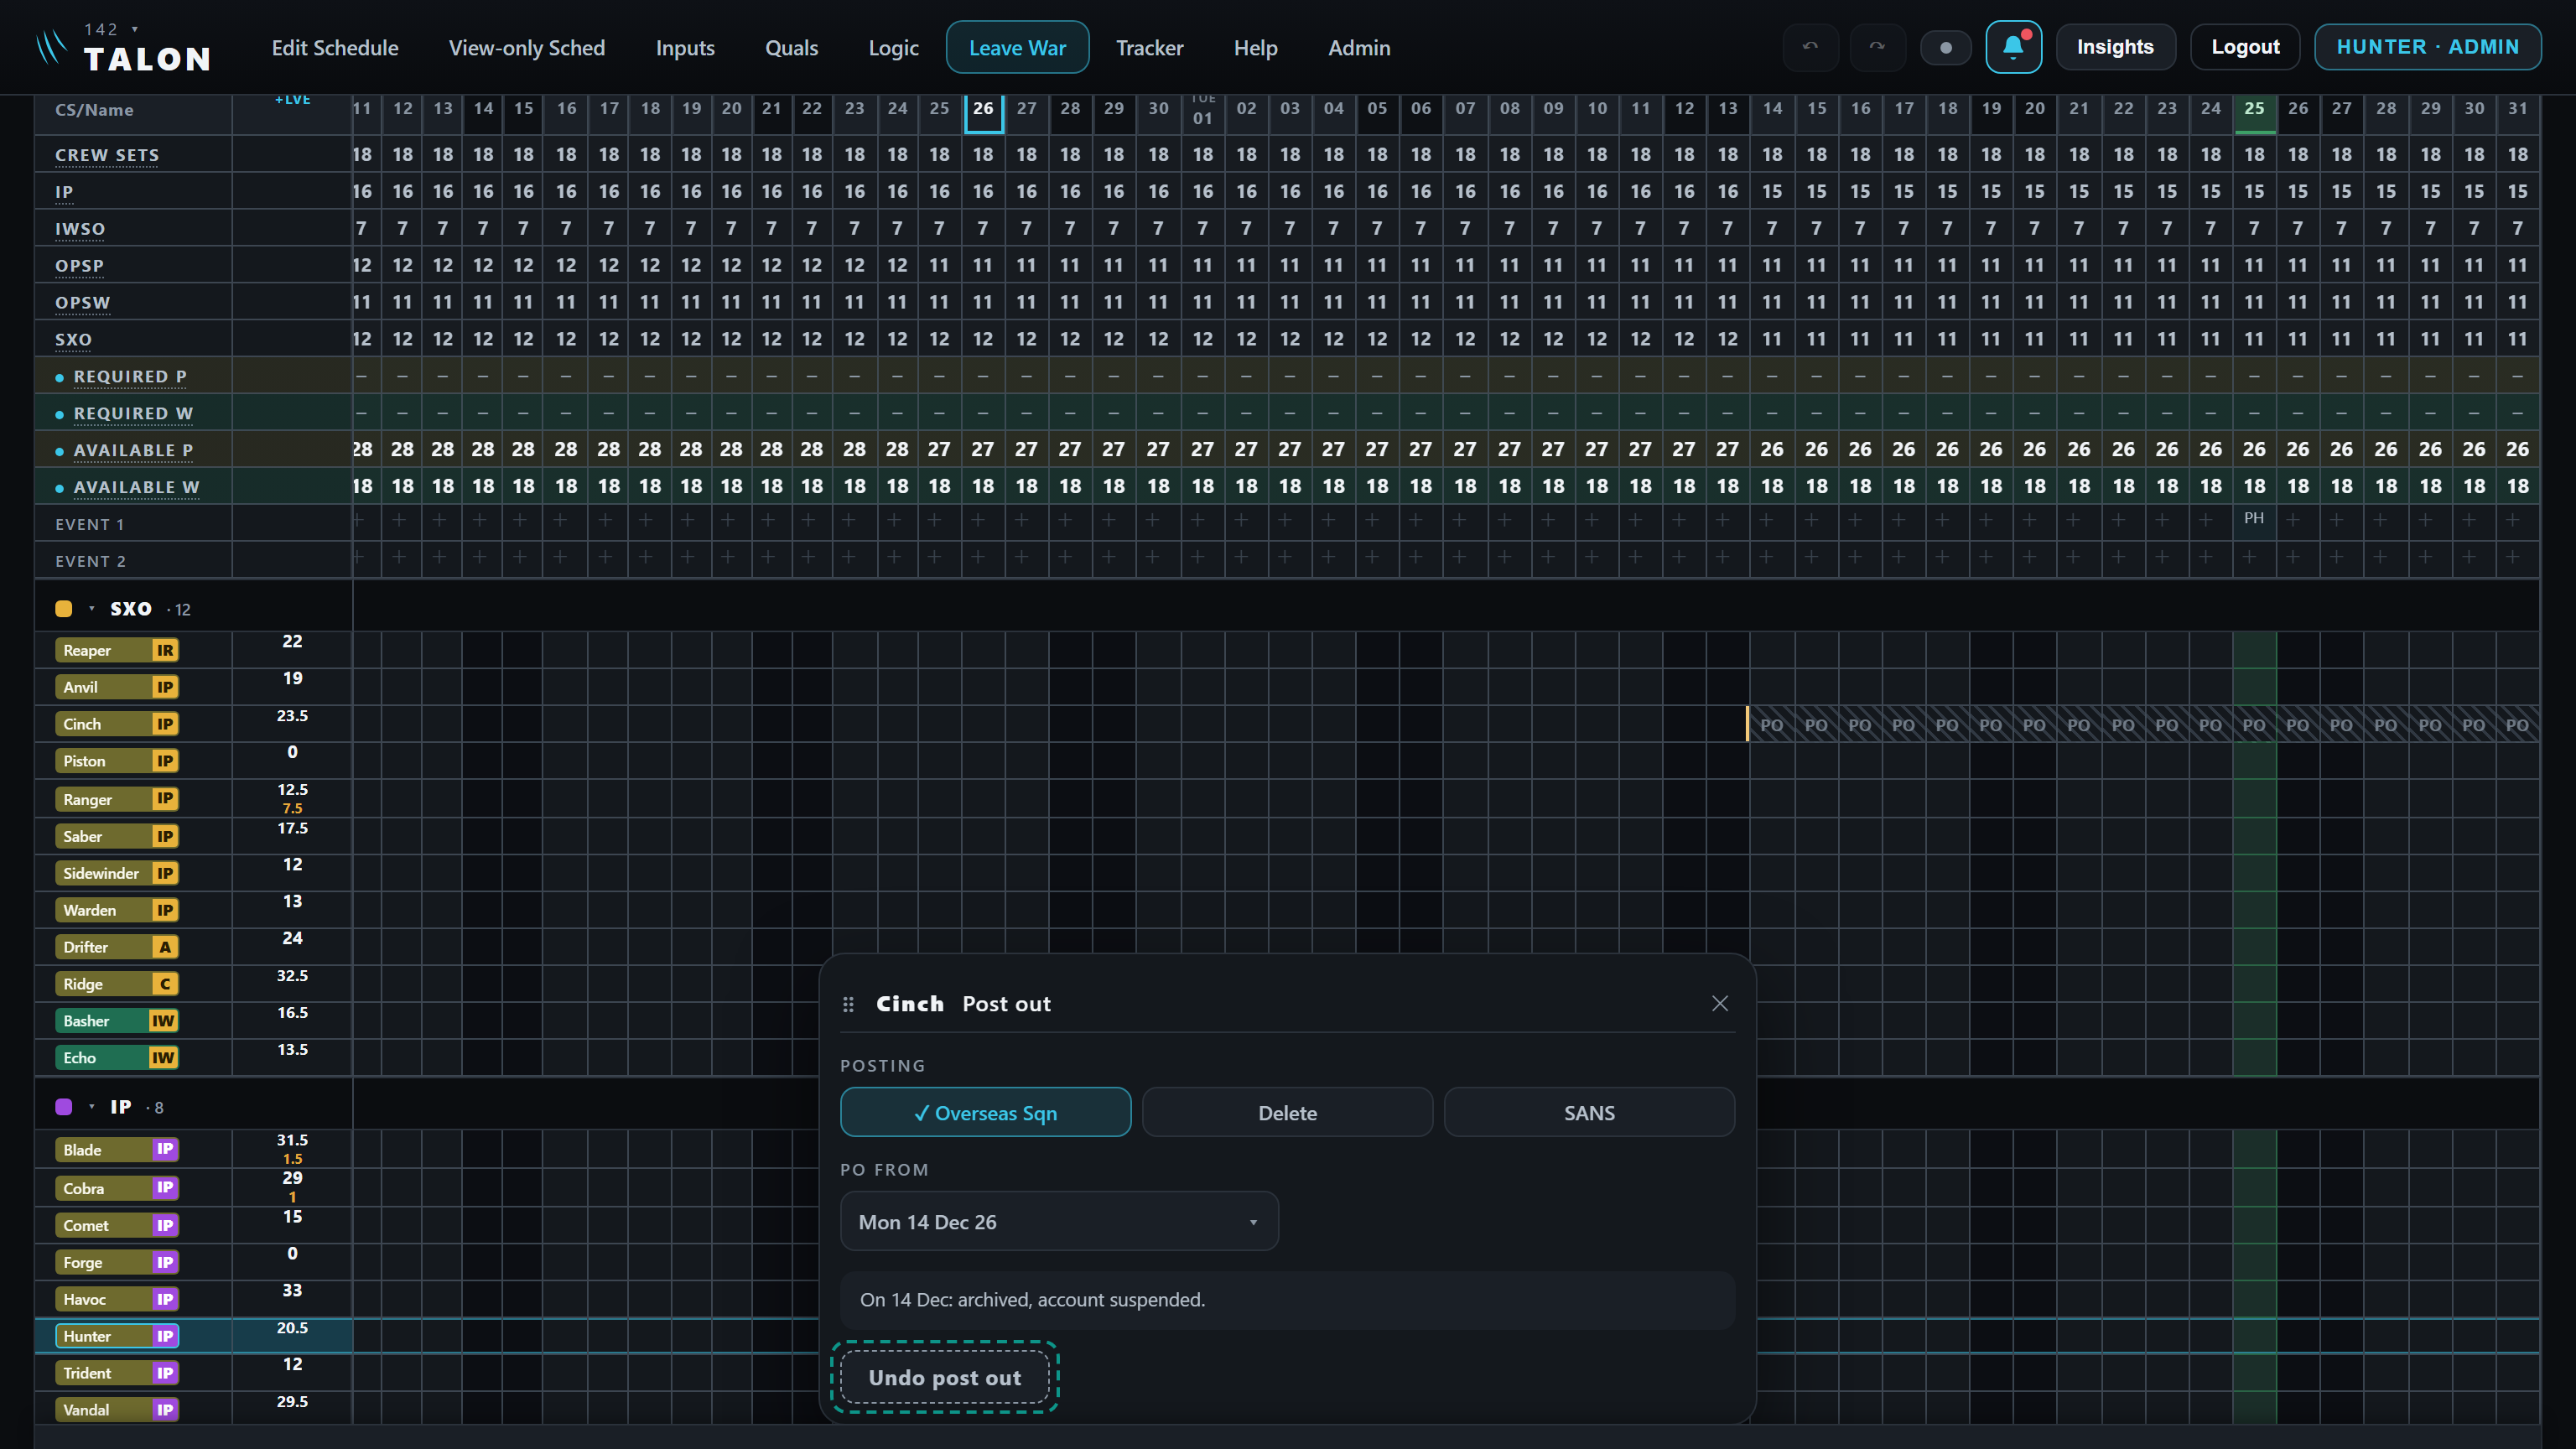 142 ▾
TALON
Edit Schedule View-only Sched Inputs Quals Logic Leave War Tracker Help Admin
Insights Logout HUNTER · ADMIN
CS/Name +LVE 11 12 13 14 15 16 17 18 19 20 21 22 23 24 25 26 27 28 29 30 TUE 01 02 03 04 05 06 07 08 09 10 11 12 13 14 15 16 17 18 19 20 21 22 23 24 25 26 27 28 29 30 31
CREW SETS 18 18 18 18 18 18 18 18 18 18 18 18 18 18 18 18 18 18 18 18 18 18 18 18 18 18 18 18 18 18 18 18 18 18 18 18 18 18 18 18 18 18 18 18 18 18 18 18 18 18 18
IP 16 16 16 16 16 16 16 16 16 16 16 16 16 16 16 16 16 16 16 16 16 16 16 16 16 16 16 16 16 16 16 16 16 15 15 15 15 15 15 15 15 15 15 15 15 15 15 15 15 15 15
IWSO 7 7 7 7 7 7 7 7 7 7 7 7 7 7 7 7 7 7 7 7 7 7 7 7 7 7 7 7 7 7 7 7 7 7 7 7 7 7 7 7 7 7 7 7 7 7 7 7 7 7 7
OPSP 12 12 12 12 12 12 12 12 12 12 12 12 12 12 11 11 11 11 11 11 11 11 11 11 11 11 11 11 11 11 11 11 11 11 11 11 11 11 11 11 11 11 11 11 11 11 11 11 11 11 11
OPSW 11 11 11 11 11 11 11 11 11 11 11 11 11 11 11 11 11 11 11 11 11 11 11 11 11 11 11 11 11 11 11 11 11 11 11 11 11 11 11 11 11 11 11 11 11 11 11 11 11 11 11
SXO 12 12 12 12 12 12 12 12 12 12 12 12 12 12 12 12 12 12 12 12 12 12 12 12 12 12 12 12 12 12 12 12 12 11 11 11 11 11 11 11 11 11 11 11 11 11 11 11 11 11 11
REQUIRED P – – – – – – – – – – – – – – – – – – – – – – – – – – – – – – – – – – – – – – – – – – – – – – – – – – –
REQUIRED W – – – – – – – – – – – – – – – – – – – – – – – – – – – – – – – – – – – – – – – – – – – – – – – – – – –
AVAILABLE P 28 28 28 28 28 28 28 28 28 28 28 28 28 28 27 27 27 27 27 27 27 27 27 27 27 27 27 27 27 27 27 27 27 26 26 26 26 26 26 26 26 26 26 26 26 26 26 26 26 26 26
AVAILABLE W 18 18 18 18 18 18 18 18 18 18 18 18 18 18 18 18 18 18 18 18 18 18 18 18 18 18 18 18 18 18 18 18 18 18 18 18 18 18 18 18 18 18 18 18 18 18 18 18 18 18 18
EVENT 1 + + + + + + + + + + + + + + + + + + + + + + + + + + + + + + + + + + + + + + + + + + + + PH + + + + + +
EVENT 2 + + + + + + + + + + + + + + + + + + + + + + + + + + + + + + + + + + + + + + + + + + + + + + + + + + +
▾ SXO · 12
Reaper IR 22
Anvil IP 19
Cinch IP 23.5 PO PO PO PO PO PO PO PO PO PO PO PO PO PO PO PO PO PO
Piston IP 0
Ranger IP 12.5
7.5
Saber IP 17.5
Sidewinder IP 12
Warden IP 13
Drifter A 24
Ridge C 32.5
Basher IW 16.5
Echo IW 13.5
▾ IP · 8
Blade IP 31.5
1.5
Cobra IP 29
1
Comet IP 15
Forge IP 0
Havoc IP 33
Hunter IP 20.5
Trident IP 12
Vandal IP 29.5
Cinch Post out
POSTING
✓ Overseas Sqn Delete SANS
PO FROM
Mon 14 Dec 26 ▾
On 14 Dec: archived, account suspended.
Undo post out